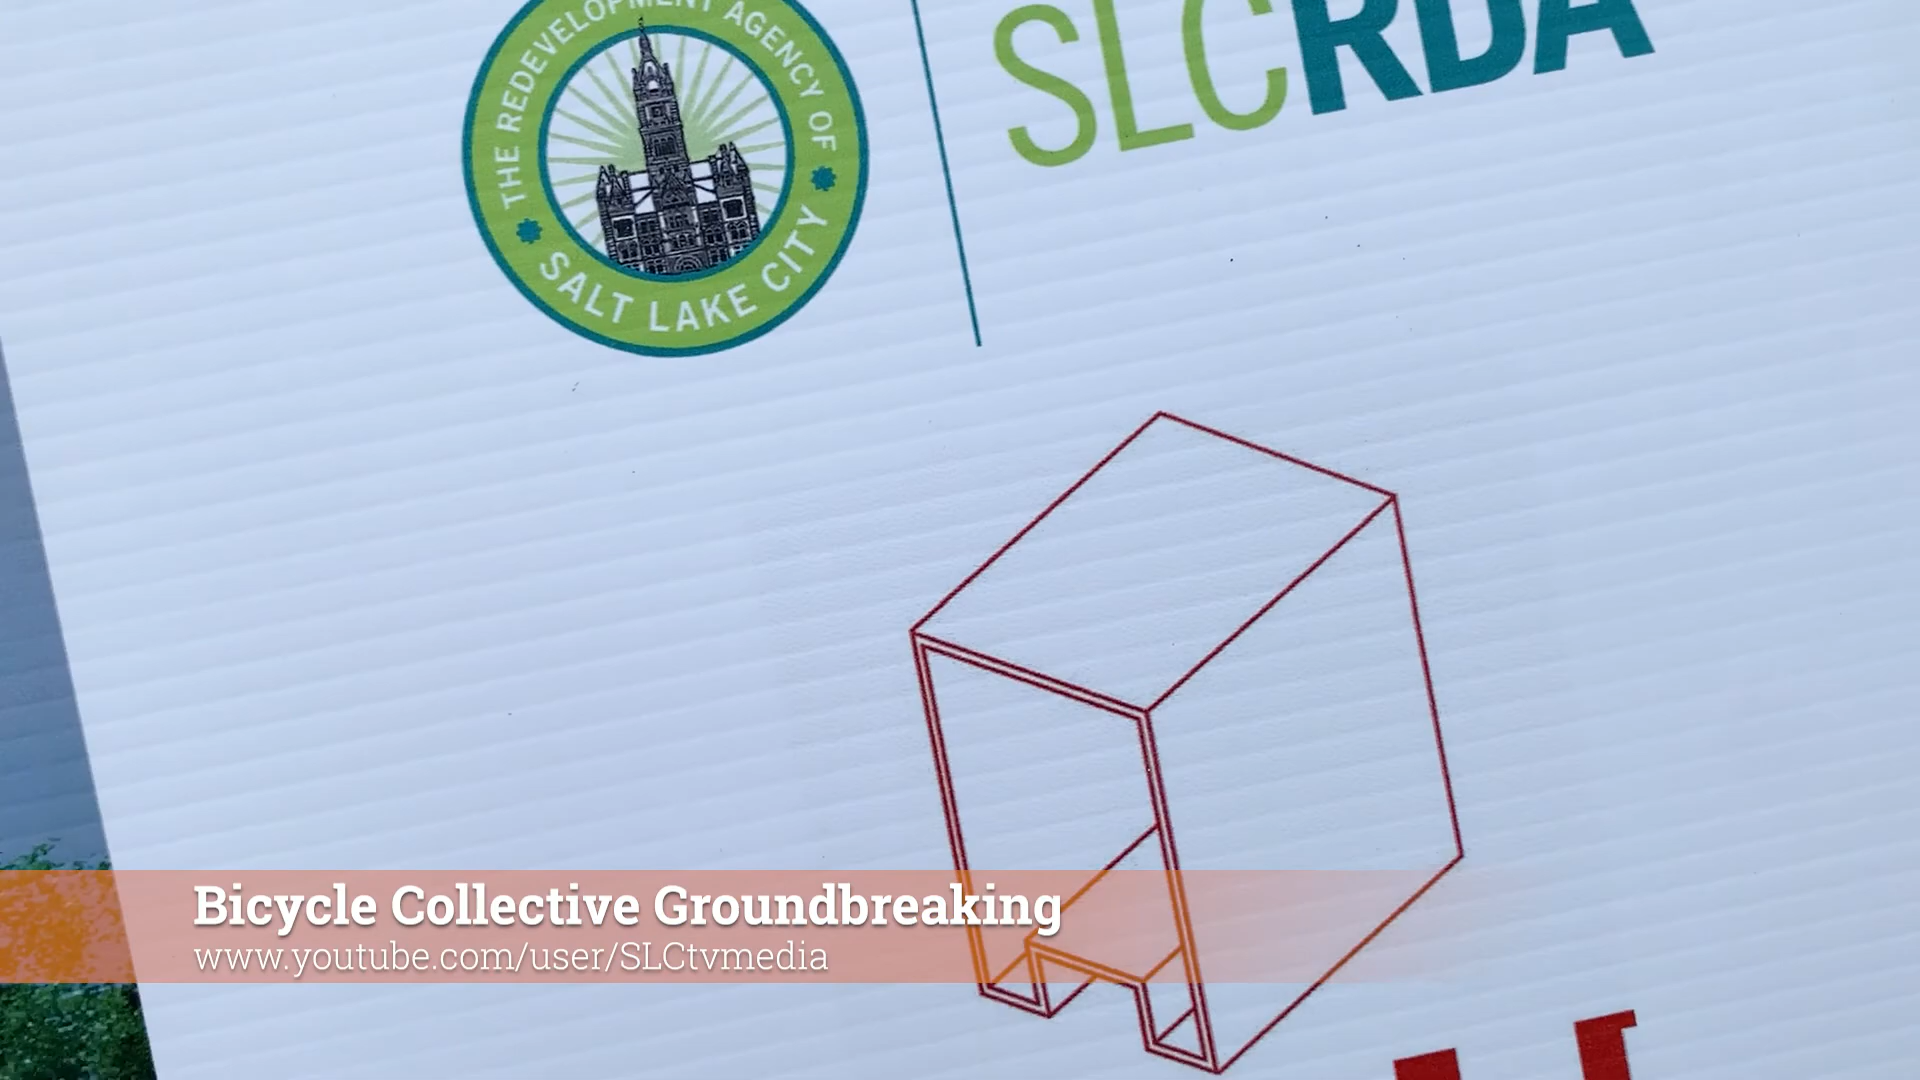 THE REDEVELOPMENT AGENCY OF
SALT LAKE CITY
SLCRDA
Bicycle Collective Groundbreaking
www.youtube.com/user/SLCtvmedia